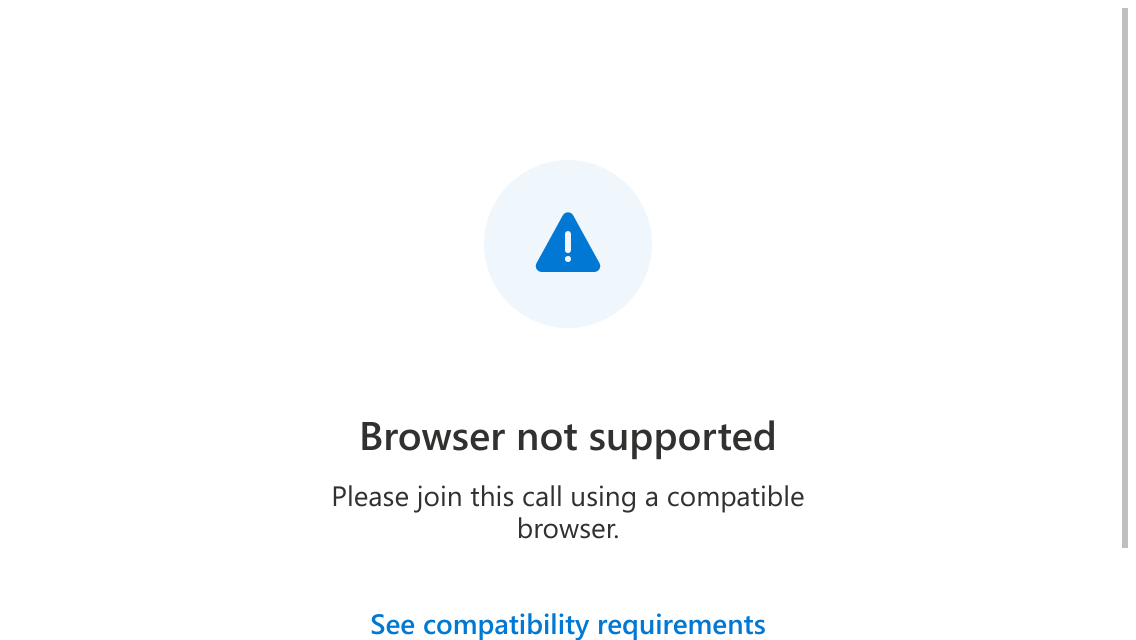 Browser not supported
Please join this call using a compatible
browser.
See compatibility requirements